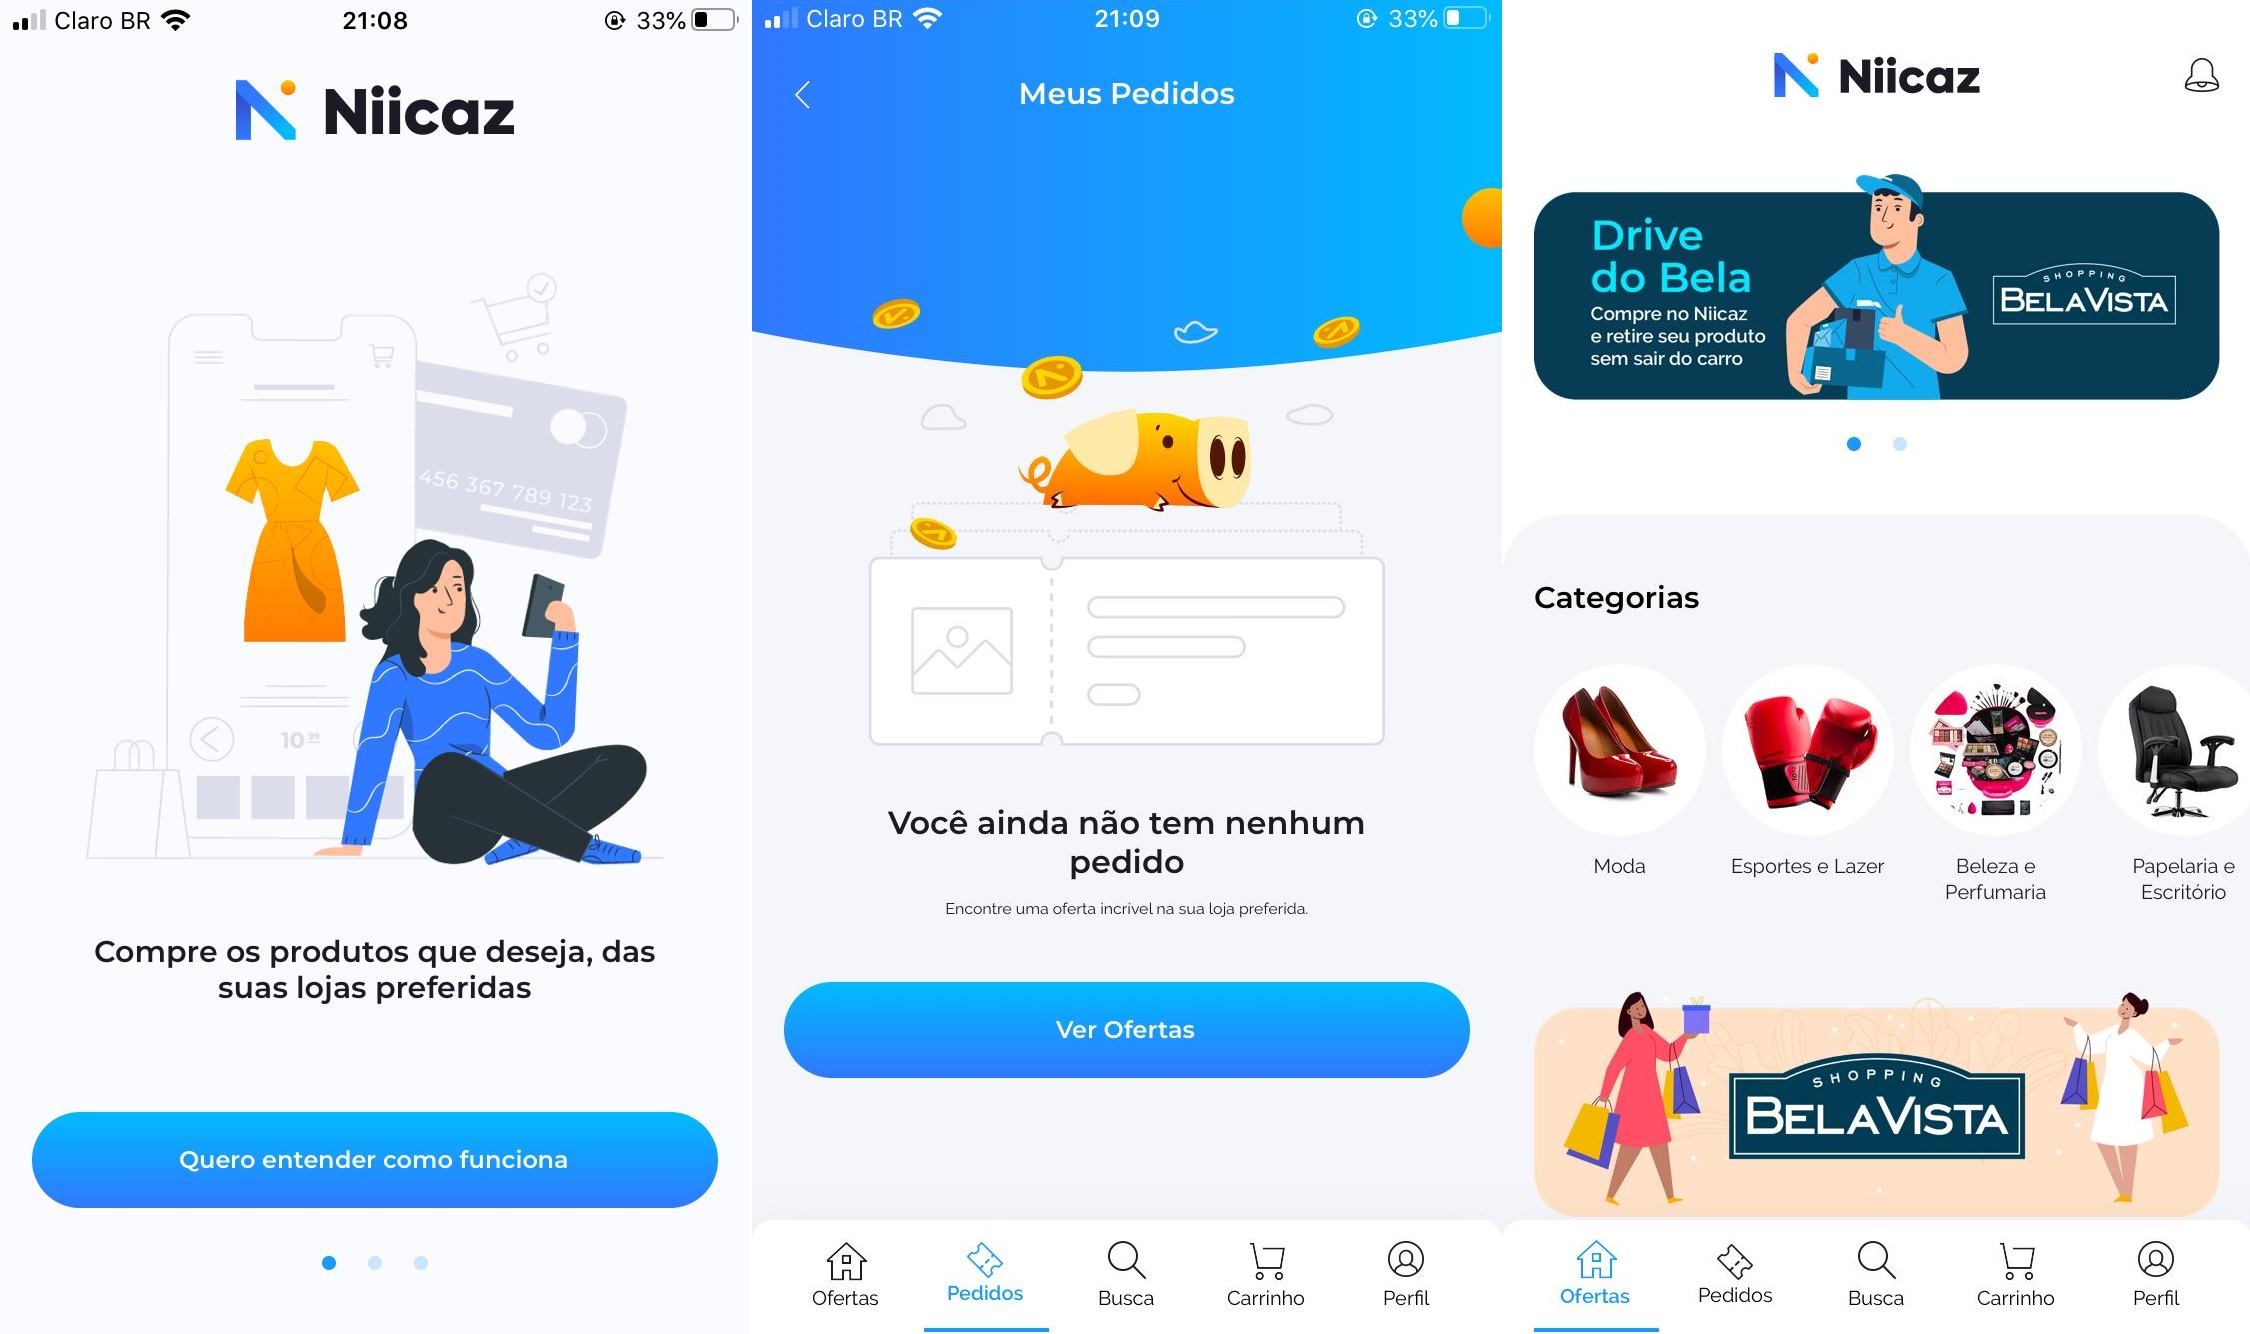 Claro BR
21:08
33%
Niicaz
456 367 789 123
10 99
Compre os produtos que deseja, das
suas lojas preferidas
Quero entender como funciona
Claro BR
21:09
33%
Meus Pedidos
Você ainda não tem nenhum
pedido
Encontre uma oferta incrivel na sua loja preferida.
Ver Ofertas
Ofertas
Pedidos
Busca
Carrinho
Perfil
Niicaz
Drive
do Bela
Compre no Niicaz
e retire seu produto
sem sair do carro
SHOPPING
BELAVISTA
Categorias
Moda
Esportes e Lazer
Beleza e
Perfumaria
Papelaria e
Escritório
SHOPPING
BELAVISTA
Ofertas
Pedidos
Busca
Carrinho
Perfil